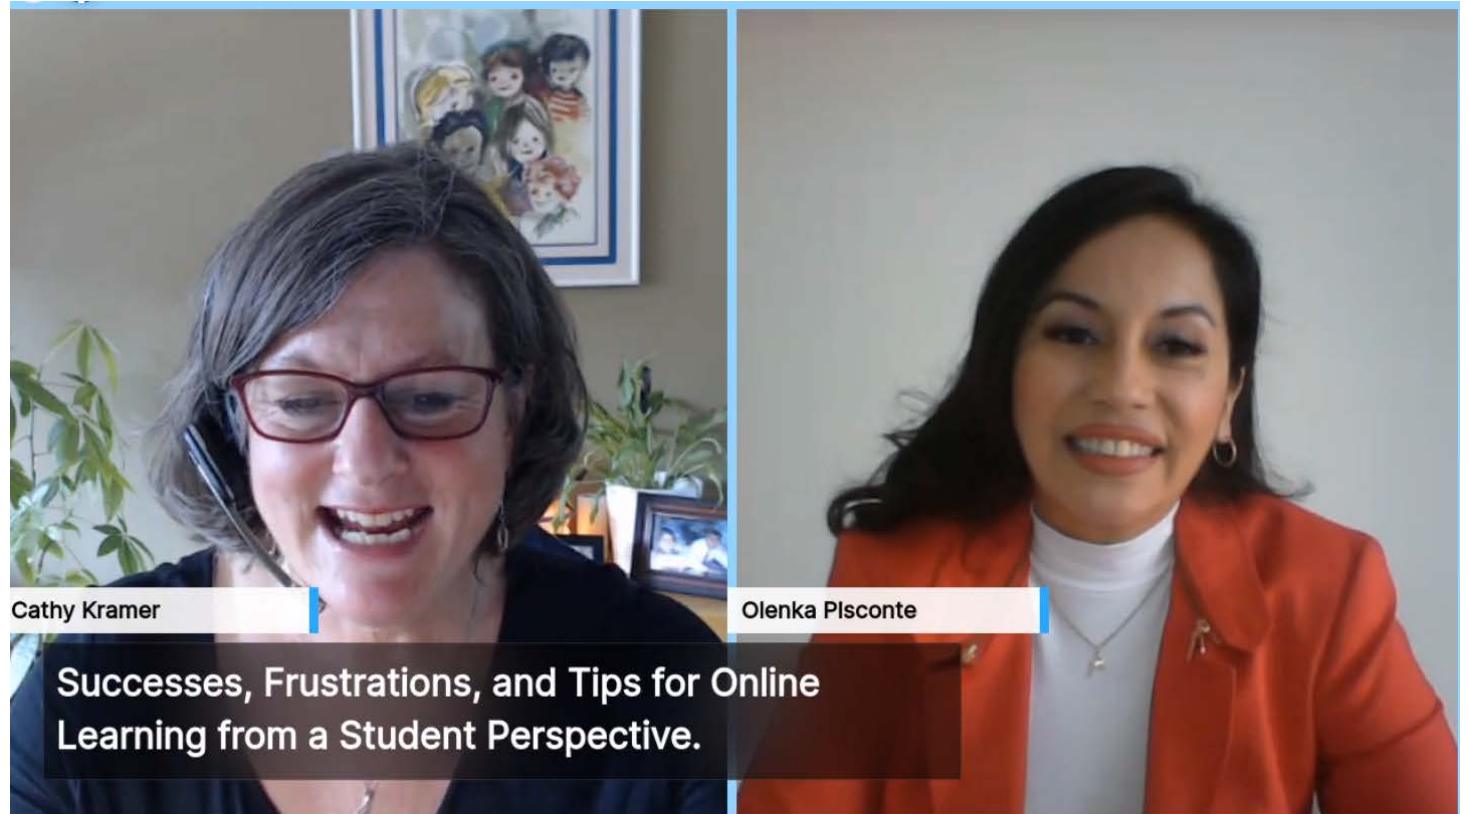 Cathy Kramer
Olenka PIsconte
Successes, Frustrations, and Tips for Online
Learning from a Student Perspective.